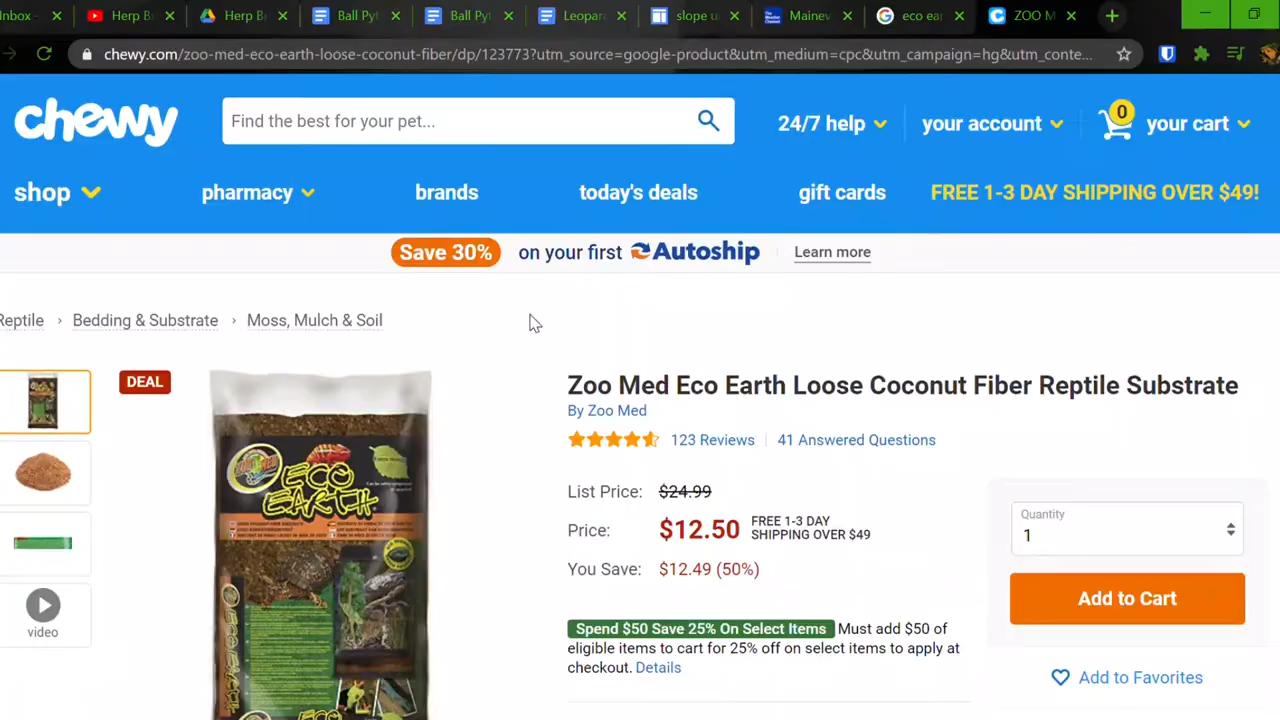 nbox -
Herp B
Herp B
Ball Pyt
Ball Pyt
Leopar
slope u
Mainev
eco ear
ZOO M
chewy.com/zoo-med-eco-earth-loose-coconut-fiber/dp/123773?utm_source=google-product&utm_medium=cpc&utm_campaign=hg&utm_conte...
chewy
Find the best for your pet...
24/7 help
your account
0
your cart
shop
pharmacy
brands
today's deals
gift cards
FREE 1-3 DAY SHIPPING OVER $49!
Save 30% on your first Autoship
Learn more
Reptile › Bedding & Substrate › Moss, Mulch & Soil
DEAL
Zoo Med Eco Earth Loose Coconut Fiber Reptile Substrate
By Zoo Med
123 Reviews
41 Answered Questions
List Price: $24.99
Price: $12.50 FREE 1-3 DAY
SHIPPING OVER $49
You Save: $12.49 (50%)
Spend $50 Save 25% On Select Items Must add $50 of
eligible items to cart for 25% off on select items to apply at
checkout. Details
Quantity
1
Add to Cart
Add to Favorites
video
ECO
EARTH
ECO